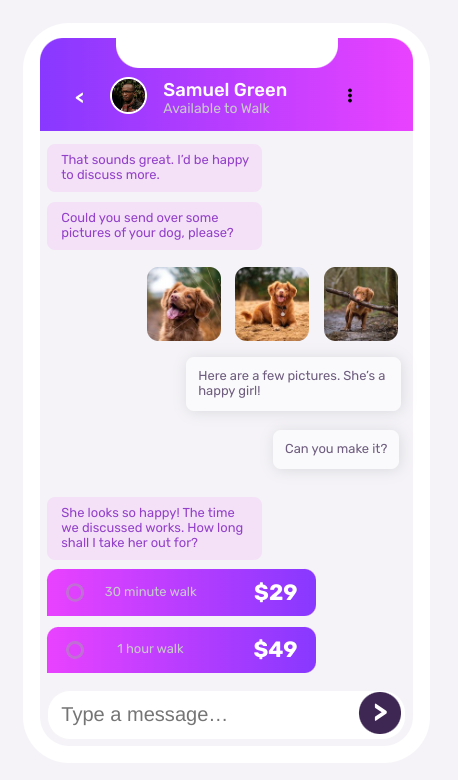 <
Samuel Green
Available to Walk
That sounds great. I'd be happy
to discuss more.
Could you send over some
pictures of your dog, please?
Here are a few pictures. She's a
happy girl!
Can you make it?
She looks so happy! The time
we discussed works. How long
shall I take her out for?
30 minute walk $29
1 hour walk $49
Type a message… >